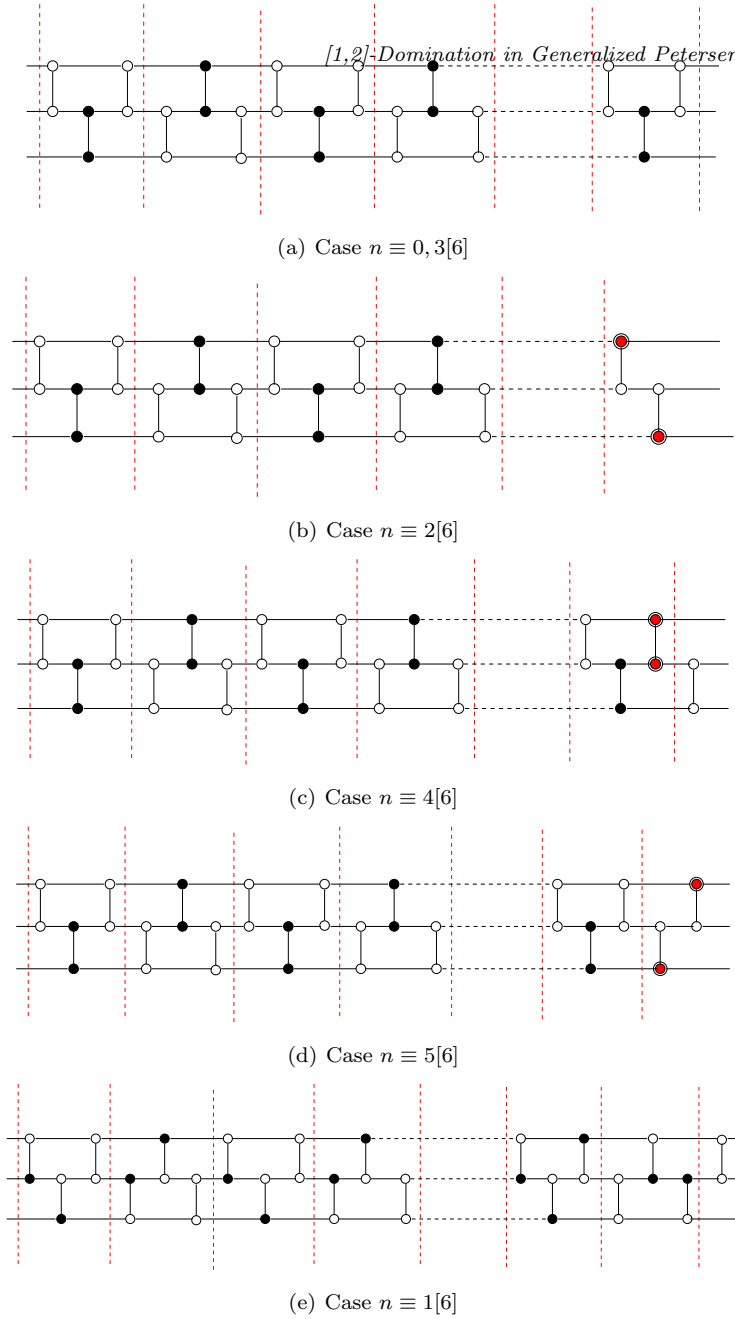 [1,2]-Domination in Generalized Peterser
(a) Case n ≡ 0, 3[6]
(b) Case n ≡ 2[6]
(c) Case n ≡ 4[6]
(d) Case n ≡ 5[6]
(e) Case n ≡ 1[6]